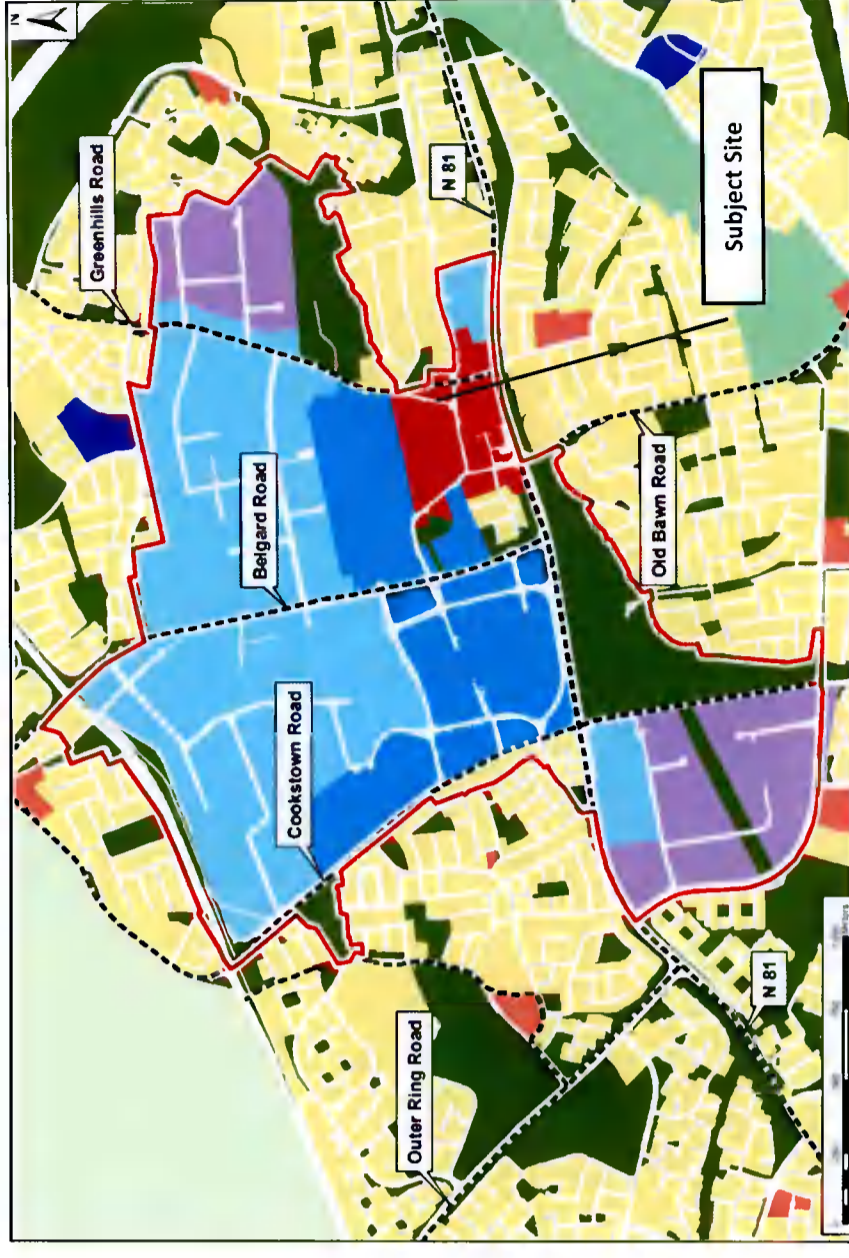 N
Greenhills Road
N 81
Subject Site
Belgard Road
Old Bawn Road
Cookstown Road
Outer Ring Road
N 81